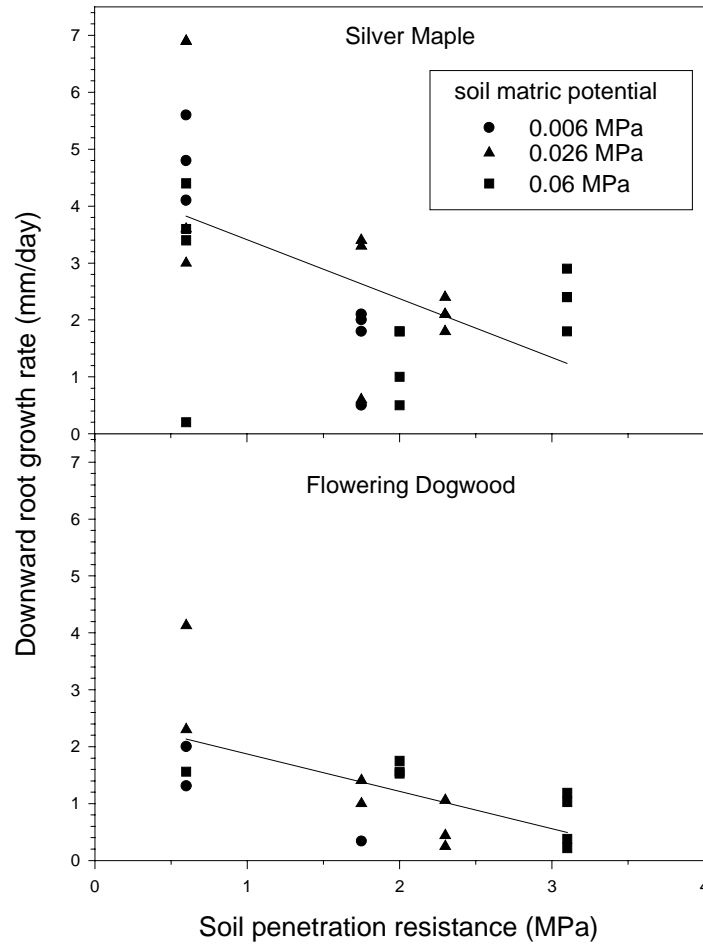 Silver Maple
soil matric potential
0.006 MPa
0.026 MPa
0.06 MPa
7
6
5
4
3
2
1
0
Flowering Dogwood
7
6
5
4
3
2
1
0
0 1 2 3 4
Downward root growth rate (mm/day)
Soil penetration resistance (MPa)